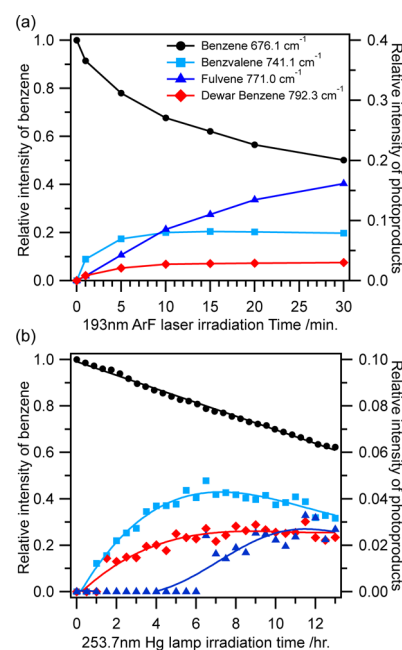 (a)
Relative intensity of benzene
1.0
0.8
0.6
0.4
0.2
0.0
Benzene 676.1 cm⁻¹
Benzvalene 741.1 cm⁻¹
Fulvene 771.0 cm⁻¹
Dewar Benzene 792.3 cm⁻¹
0.4
0.3
0.2
0.1
0.0
Relative intensity of photoproducts
0 5 10 15 20 25 30
193nm ArF laser irradiation Time /min.
(b)
Relative intensity of benzene
1.0
0.8
0.6
0.4
0.2
0.0
0.10
0.08
0.06
0.04
0.02
0.00
Relative intensity of photoproducts
0 2 4 6 8 10 12
253.7nm Hg lamp irradiation time /hr.